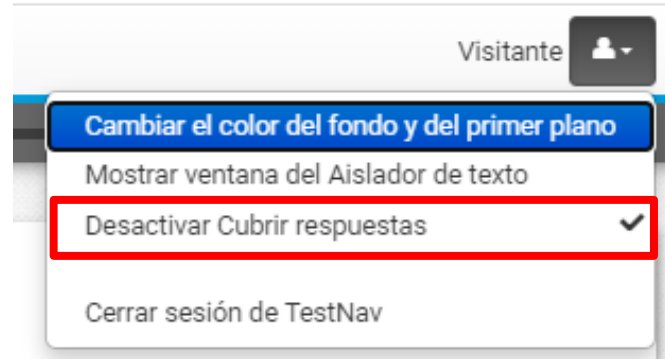 Visitante
Cambiar el color del fondo y del primer plano
Mostrar ventana del Aislador de texto
Desactivar Cubrir respuestas
Cerrar sesión de TestNav